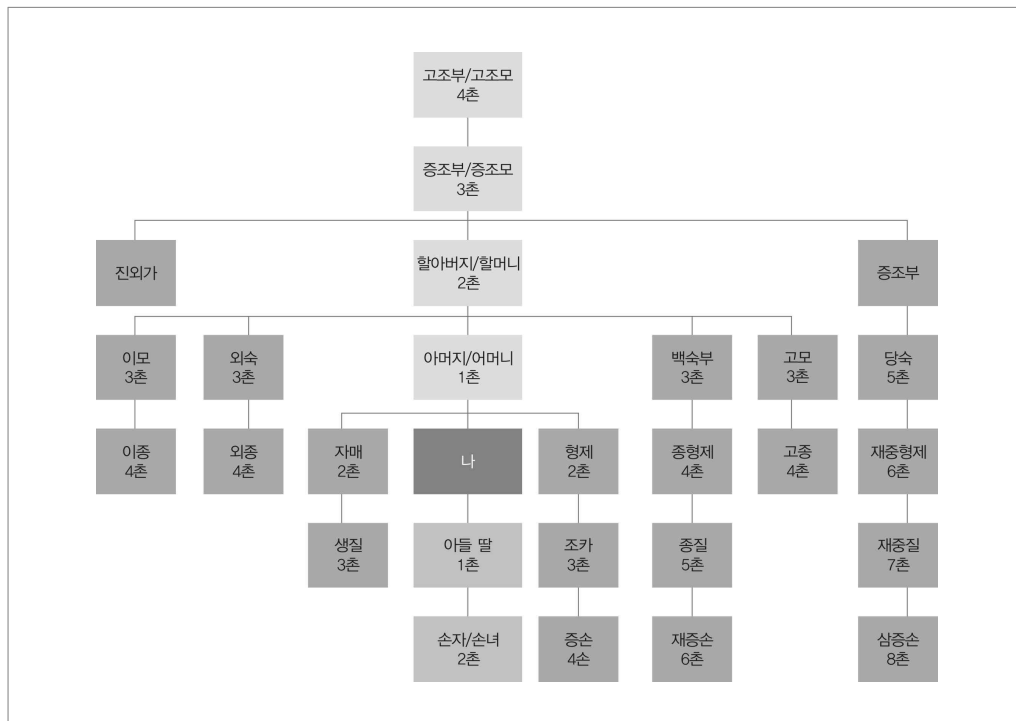 고조부/고조모
4촌
증조부/증조모
3촌
진외가
할아버지/할머니
2촌
증조부
이모
3촌
외숙
3촌
아머지/어머니
1촌
백숙부
3촌
고모
3촌
당숙
5촌
이종
4촌
외종
4촌
자매
2촌
나
형제
2촌
종형제
4촌
고종
4촌
재중형제
6촌
생질
3촌
아들 딸
1촌
조카
3촌
종질
5촌
재중질
7촌
손자/손녀
2촌
증손
4손
재증손
6촌
삼증손
8촌